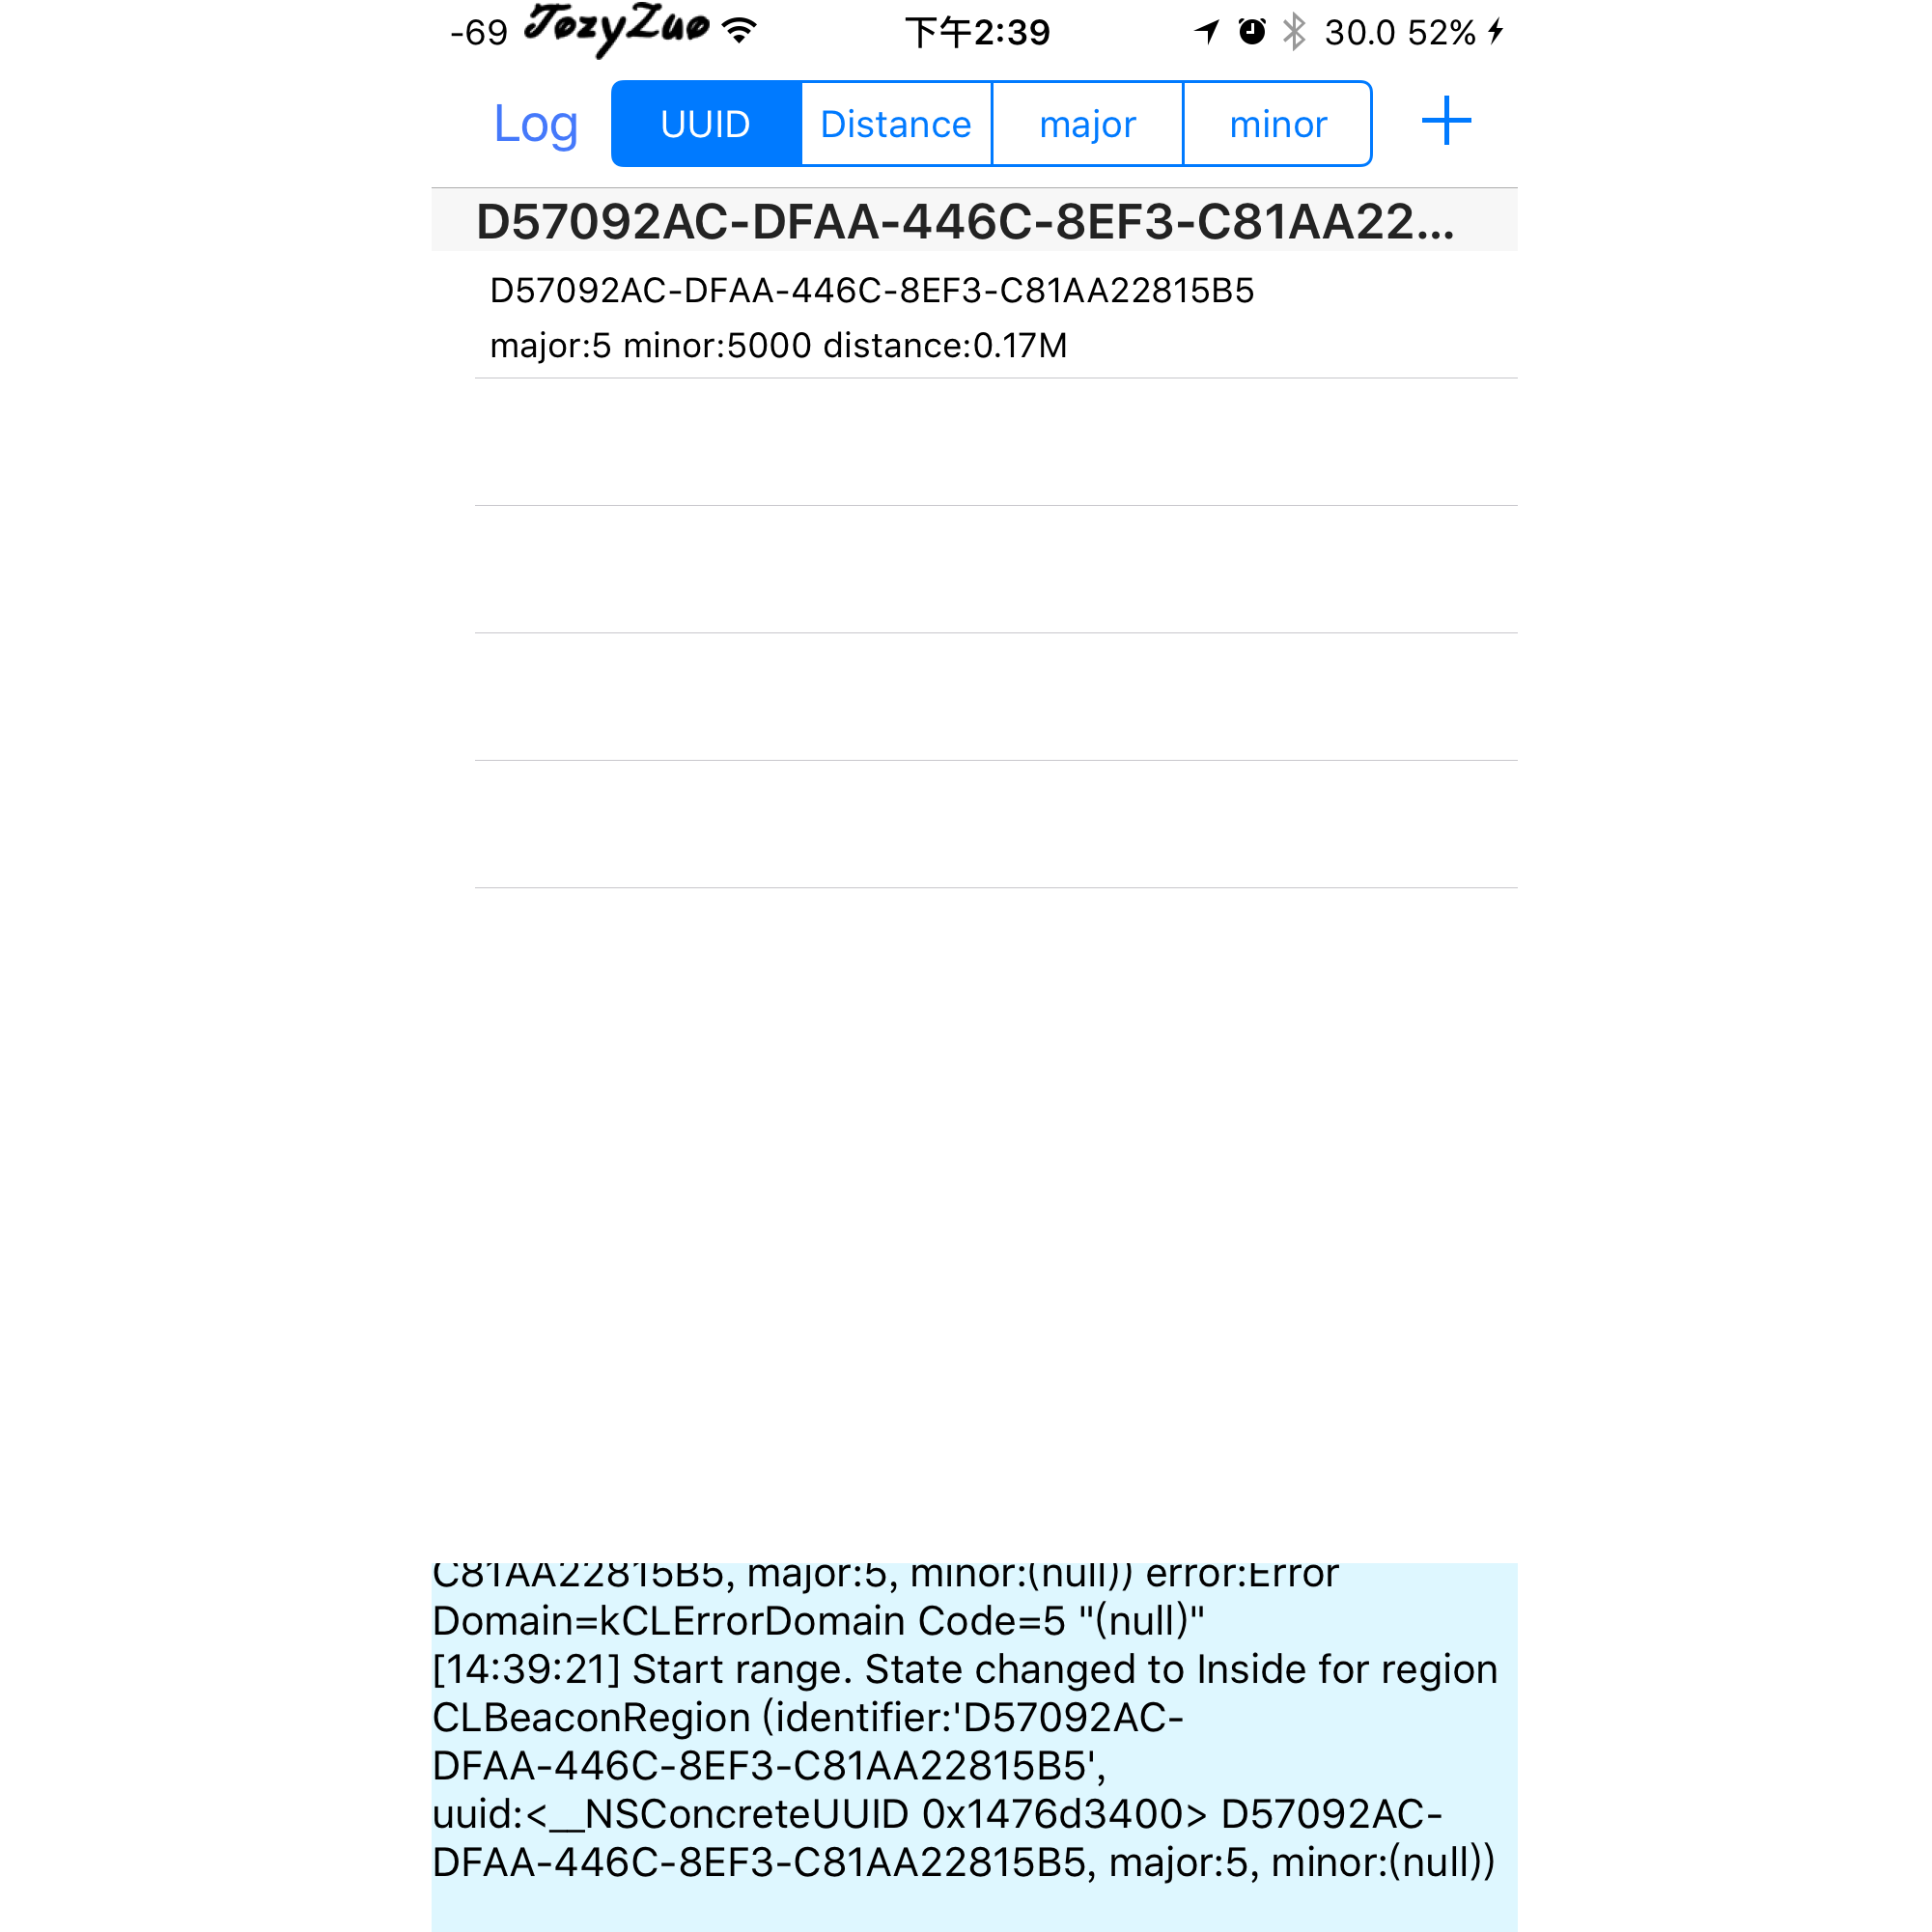 -69 JozyZuo 下午2:39 30.0 52%
Log UUID Distance major minor
D57092AC-DFAA-446C-8EF3-C81AA22...
D57092AC-DFAA-446C-8EF3-C81AA22815B5
major:5 minor:5000 distance:0.17M
C81AA22815B5, major:5, minor:(null)) error:Error
Domain=kCLErrorDomain Code=5 "(null)"
[14:39:21] Start range. State changed to Inside for region
CLBeaconRegion (identifier:'D57092AC-
DFAA-446C-8EF3-C81AA22815B5',
uuid:<__NSConcreteUUID 0x1476d3400> D57092AC-
DFAA-446C-8EF3-C81AA22815B5, major:5, minor:(null))